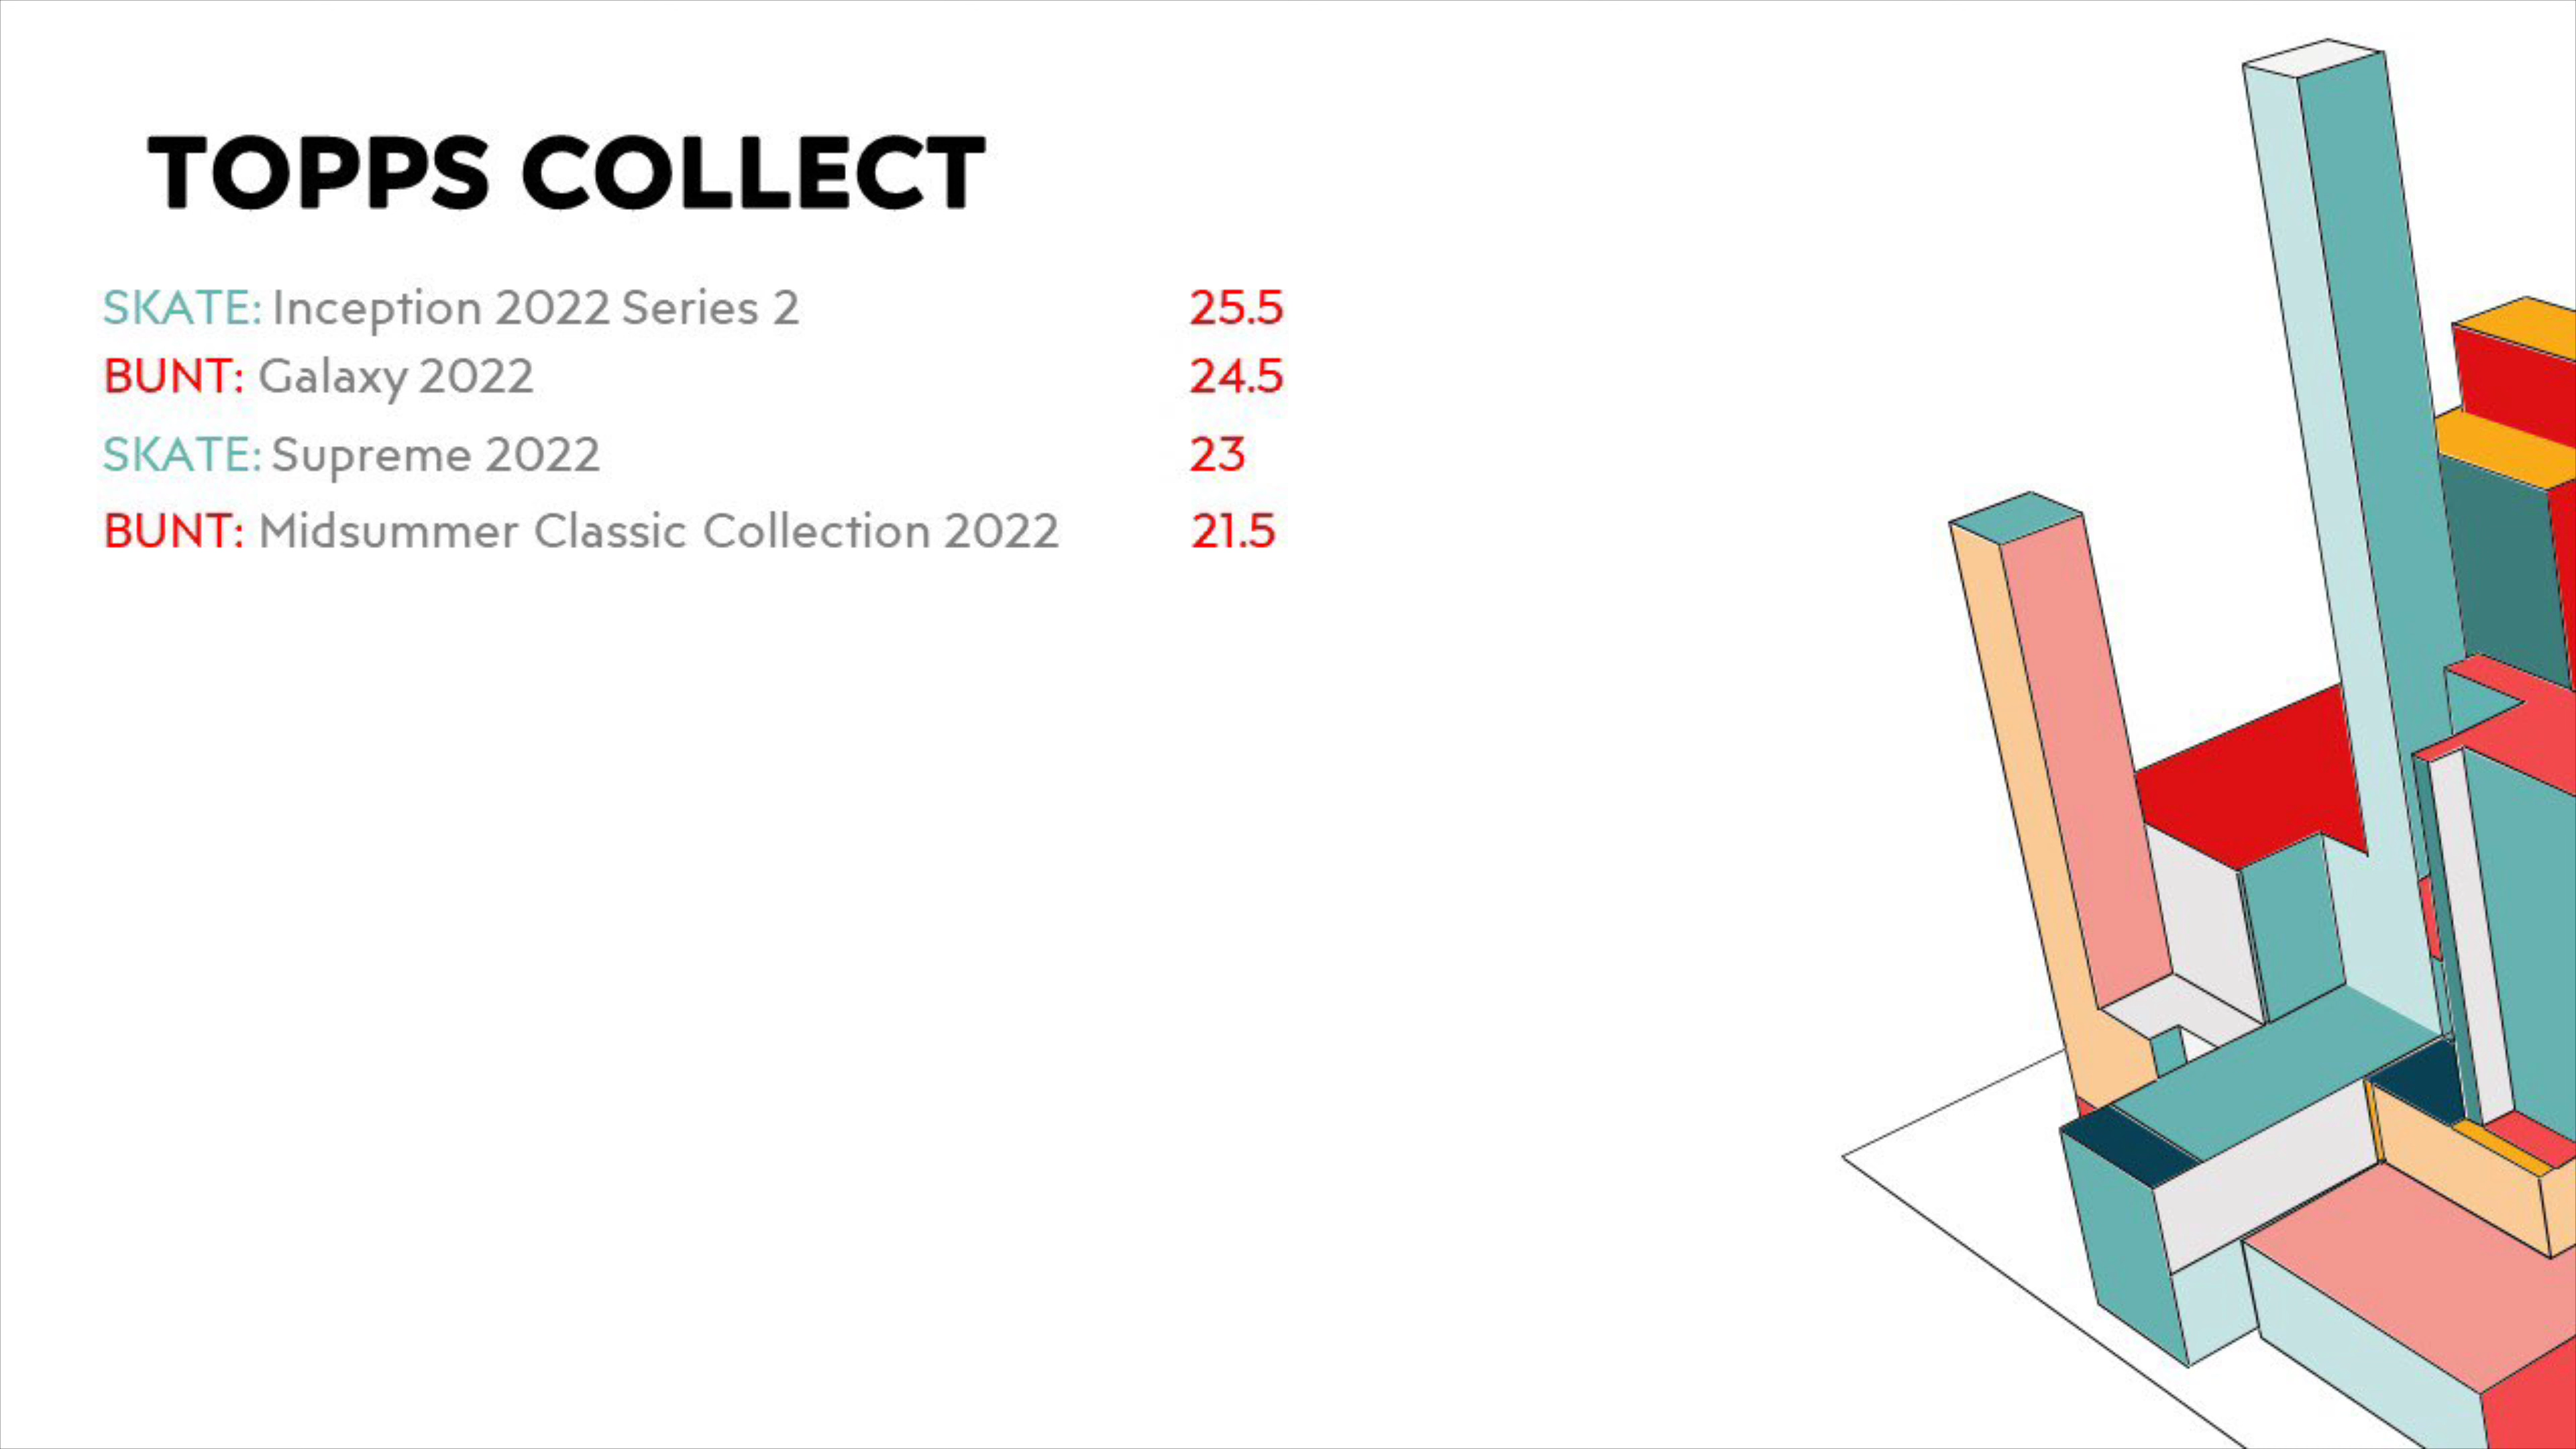 TOPPS COLLECT
SKATE: Inception 2022 Series 2 25.5
BUNT: Galaxy 2022 24.5
SKATE: Supreme 2022 23
BUNT: Midsummer Classic Collection 2022 21.5